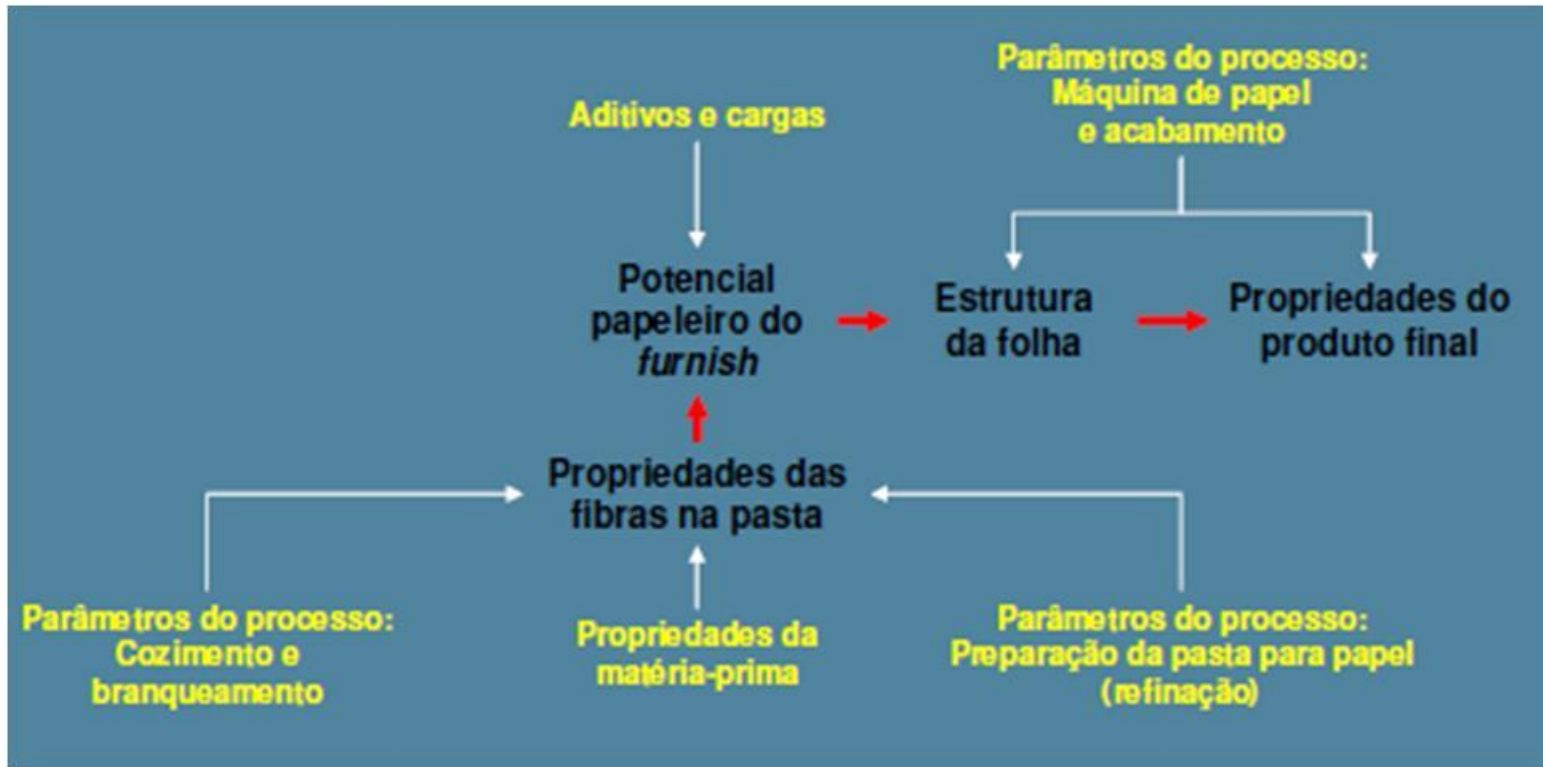 Parâmetros do processo:
Máquina de papel
e acabamento
Aditivos e cargas
Potencial
papeleiro do
furnish
Estrutura
da folha
Propriedades do
produto final
Propriedades das
fibras na pasta
Parâmetros do processo:
Cozimento e
branqueamento
Propriedades da
matéria-prima
Parâmetros do processo:
Preparação da pasta para papel
(refinação)